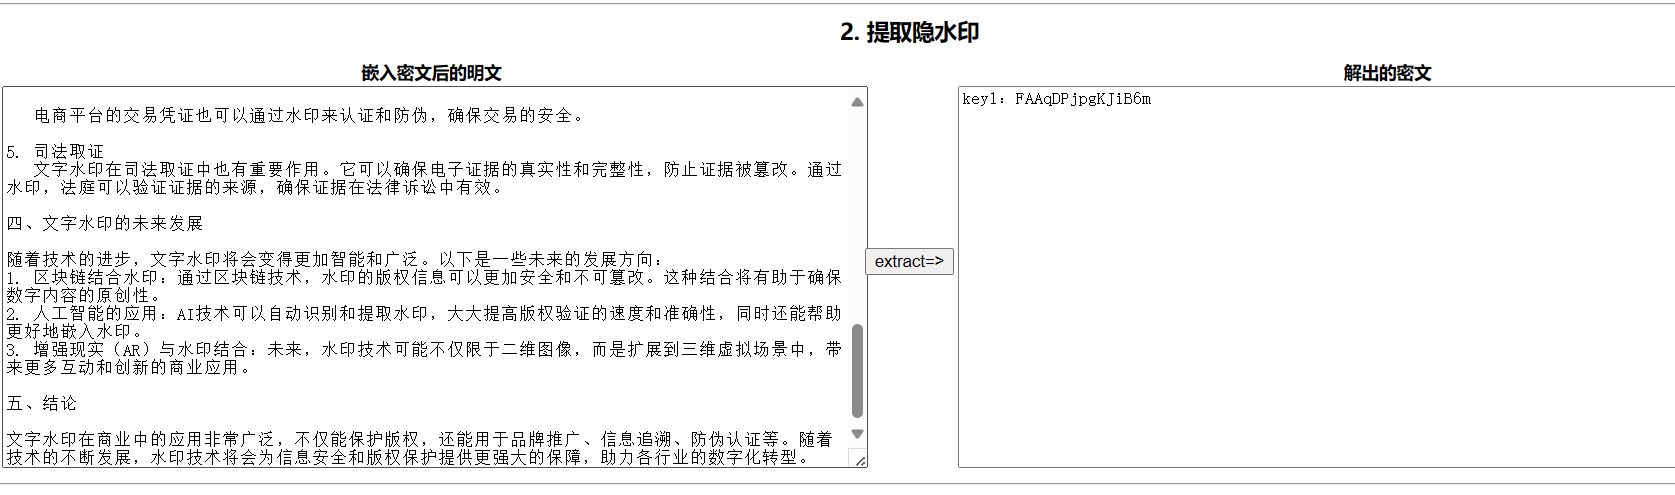 2. 提取隐水印
嵌入密文后的明文
电商平台的交易凭证也可以通过水印来认证和防伪，确保交易的安全。
5. 司法取证
文字水印在司法取证中也有重要作用。它可以确保电子证据的真实性和完整性，防止证据被篡改。通过
水印，法庭可以验证证据的来源，确保证据在法律诉讼中有效。
四、文字水印的未来发展
随着技术的进步，文字水印将会变得更加智能和广泛。以下是一些未来的发展方向：
1. 区块链结合水印：通过区块链技术，水印的版权信息可以更加安全和不可篡改。这种结合将有助于确保
数字内容的原创性。
2. 人工智能的应用：AI技术可以自动识别和提取水印，大大提高版权验证的速度和准确性，同时还能帮助
更好地嵌入水印。
3. 增强现实（AR）与水印结合：未来，水印技术可能不仅限于二维图像，而是扩展到三维虚拟场景中，带
来更多互动和创新的商业应用。
五、结论
文字水印在商业中的应用非常广泛，不仅能保护版权，还能用于品牌推广、信息追溯、防伪认证等。随着
技术的不断发展，水印技术将会为信息安全和版权保护提供更强大的保障，助力各行业的数字化转型。
extract=>
解出的密文
key1：FAAqDPjpgKJiB6m